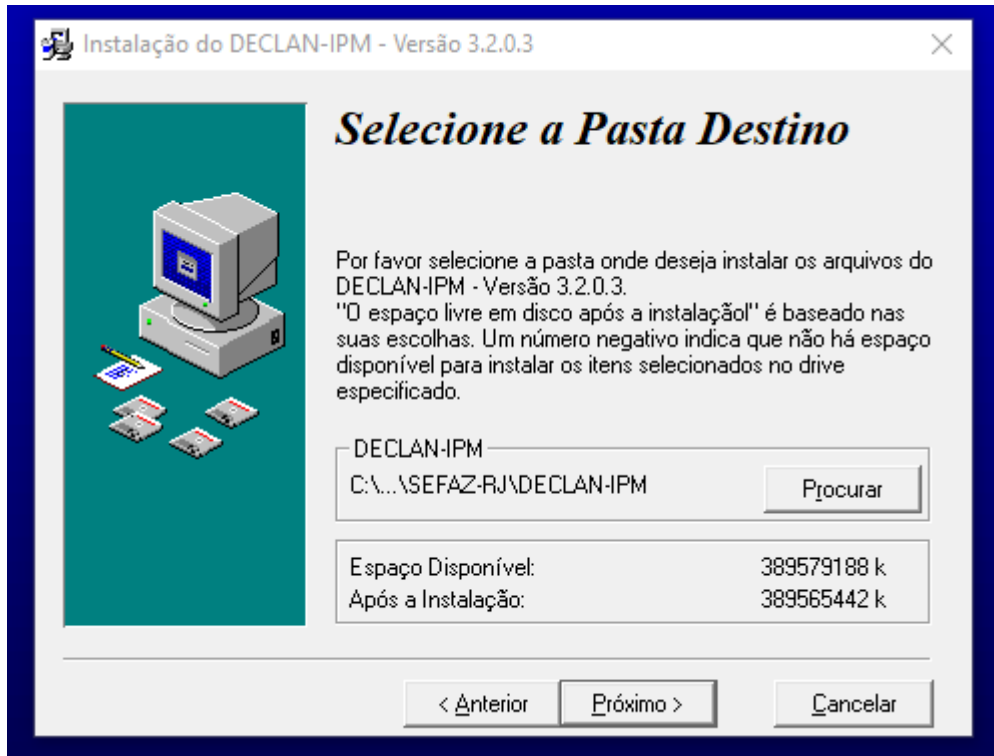 Instalação do DECLAN-IPM - Versão 3.2.0.3
Selecione a Pasta Destino
Por favor selecione a pasta onde deseja instalar os arquivos do
DECLAN-IPM - Versão 3.2.0.3.
"O espaço livre em disco após a instalaçãol" é baseado nas
suas escolhas. Um número negativo indica que não há espaço
disponível para instalar os itens selecionados no drive
especificado.
DECLAN-IPM
C:\...\SEFAZ-RJ\DECLAN-IPM
Procurar
Espaço Disponível: 389579188 k
Após a Instalação: 389565442 k
< Anterior
Próximo >
Cancelar